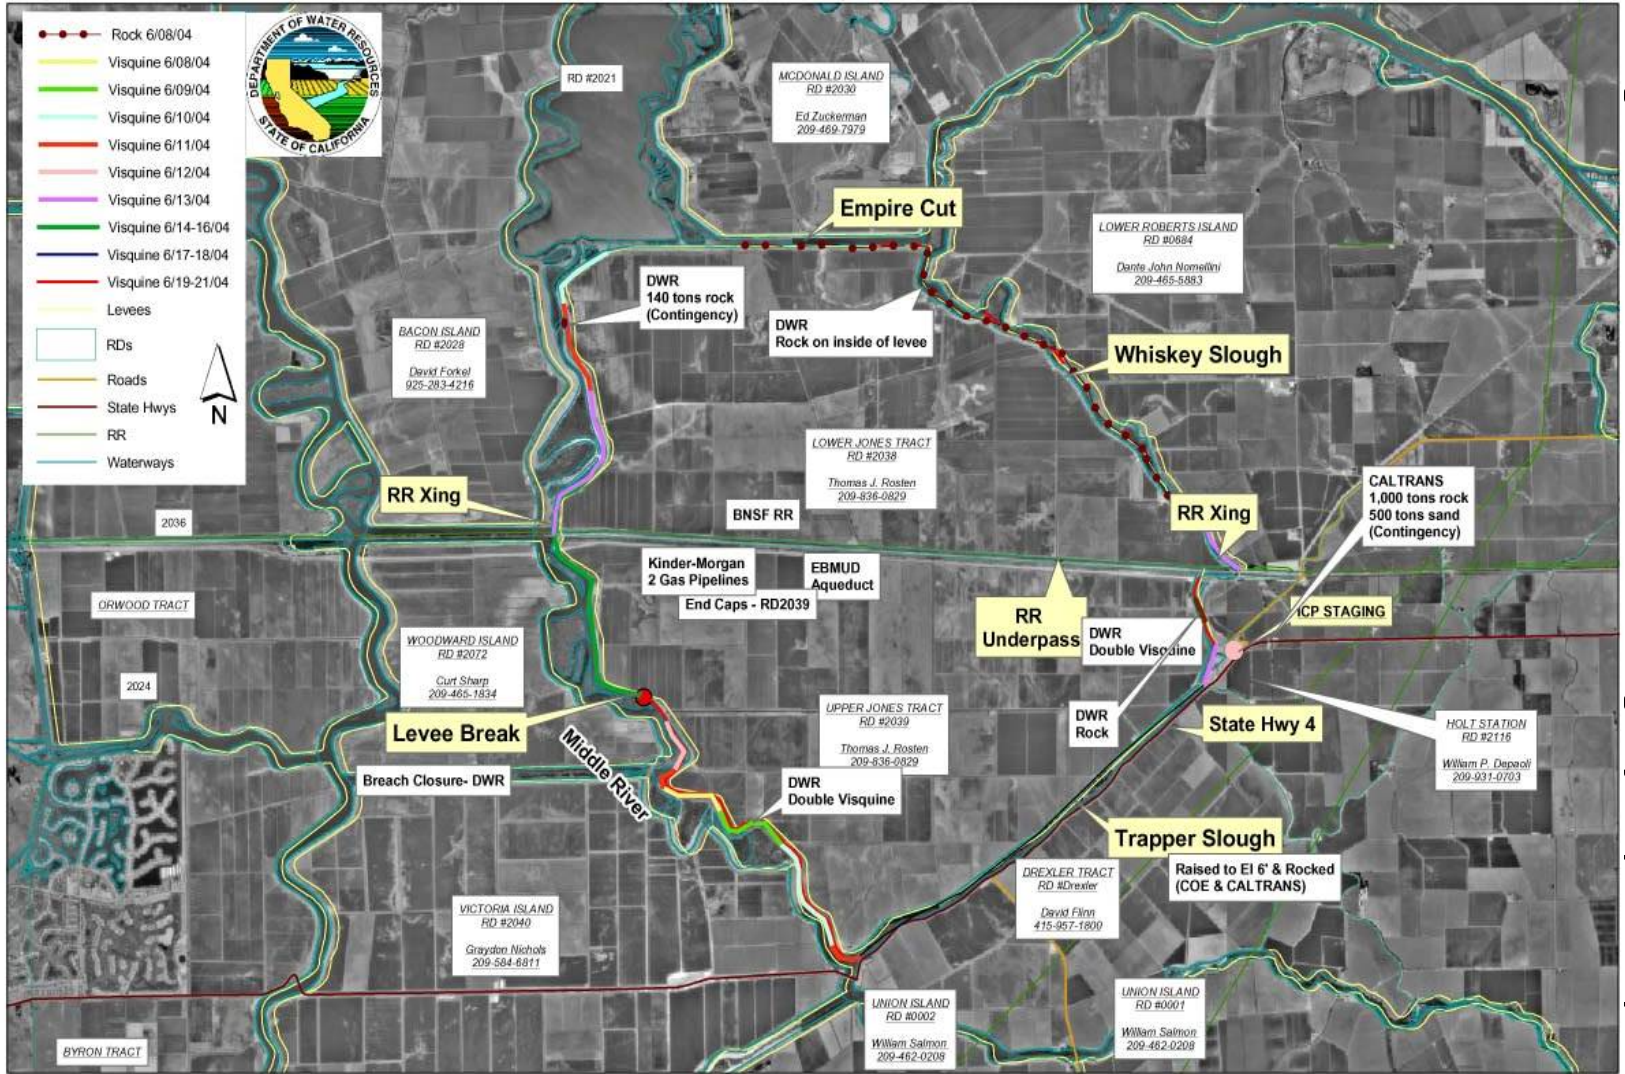 Rock 6/08/04
Visquine 6/08/04
Visquine 6/09/04
Visquine 6/10/04
Visquine 6/11/04
Visquine 6/12/04
Visquine 6/13/04
Visquine 6/14-16/04
Visquine 6/17-18/04
Visquine 6/19-21/04
Levees
RDs
Roads
State Hwys
RR
Waterways
N
DEPARTMENT OF WATER RESOURCES
STATE OF CALIFORNIA
RD #2021
MCDONALD ISLAND
RD #2030
Ed Zuckerman
209-469-7979
Empire Cut
LOWER ROBERTS ISLAND
RD #0684
Dante John Nomellini
209-465-5883
DWR
140 tons rock
(Contingency)
DWR
Rock on inside of levee
BACON ISLAND
RD #2028
David Forkel
925-283-4216
Whiskey Slough
LOWER JONES TRACT
RD #2038
Thomas J. Rosten
209-836-0829
CALTRANS
1,000 tons rock
500 tons sand
(Contingency)
RR Xing
RR Xing
2036
BNSF RR
Kinder-Morgan
2 Gas Pipelines
EBMUD
Aqueduct
End Caps - RD2039
ORWOOD TRACT
RR
Underpass
ICP STAGING
DWR
Double Visquine
WOODWARD ISLAND
RD #2072
Curt Sharp
209-465-1834
2024
Levee Break
UPPER JONES TRACT
RD #2039
Thomas J. Rosten
209-836-0829
DWR
Rock
State Hwy 4
HOLT STATION
RD #2116
William P. Depaoli
209-931-0703
Middle River
Breach Closure- DWR
DWR
Double Visquine
Trapper Slough
Raised to El 6' & Rocked
(COE & CALTRANS)
DREXLER TRACT
RD #Drexler
David Flinn
415-957-1800
VICTORIA ISLAND
RD #2040
Graydon Nichols
209-584-6811
UNION ISLAND
RD #0002
William Salmon
209-462-0208
UNION ISLAND
RD #0001
William Salmon
209-462-0208
BYRON TRACT